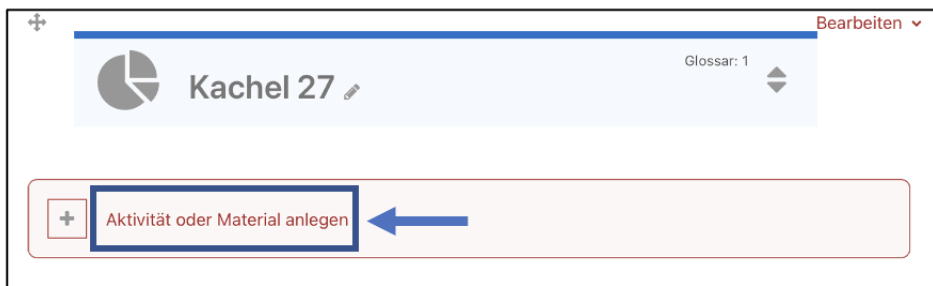 Bearbeiten
Glossar: 1
Kachel 27
Aktivität oder Material anlegen